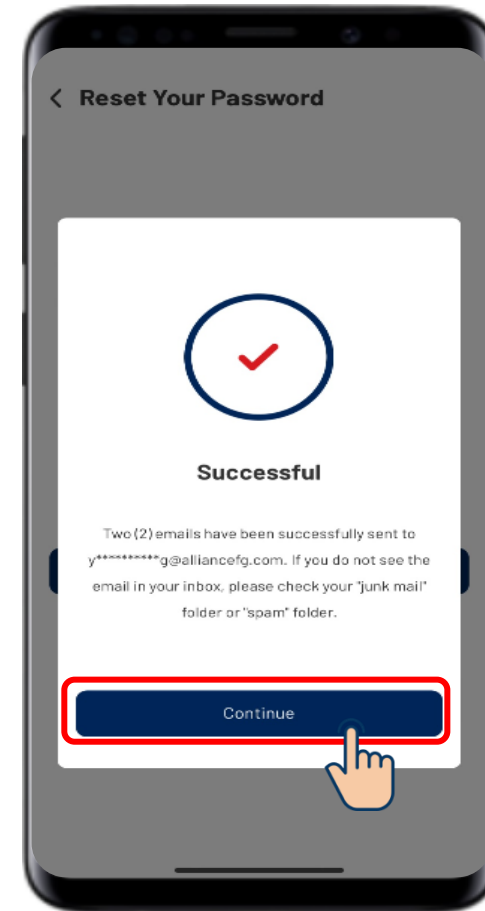 Reset Your Password
Successful
Two (2) emails have been successfully sent to
y**********g@alliancefg.com. If you do not see the
email in your inbox, please check your "junk mail"
folder or "spam" folder.
Continue